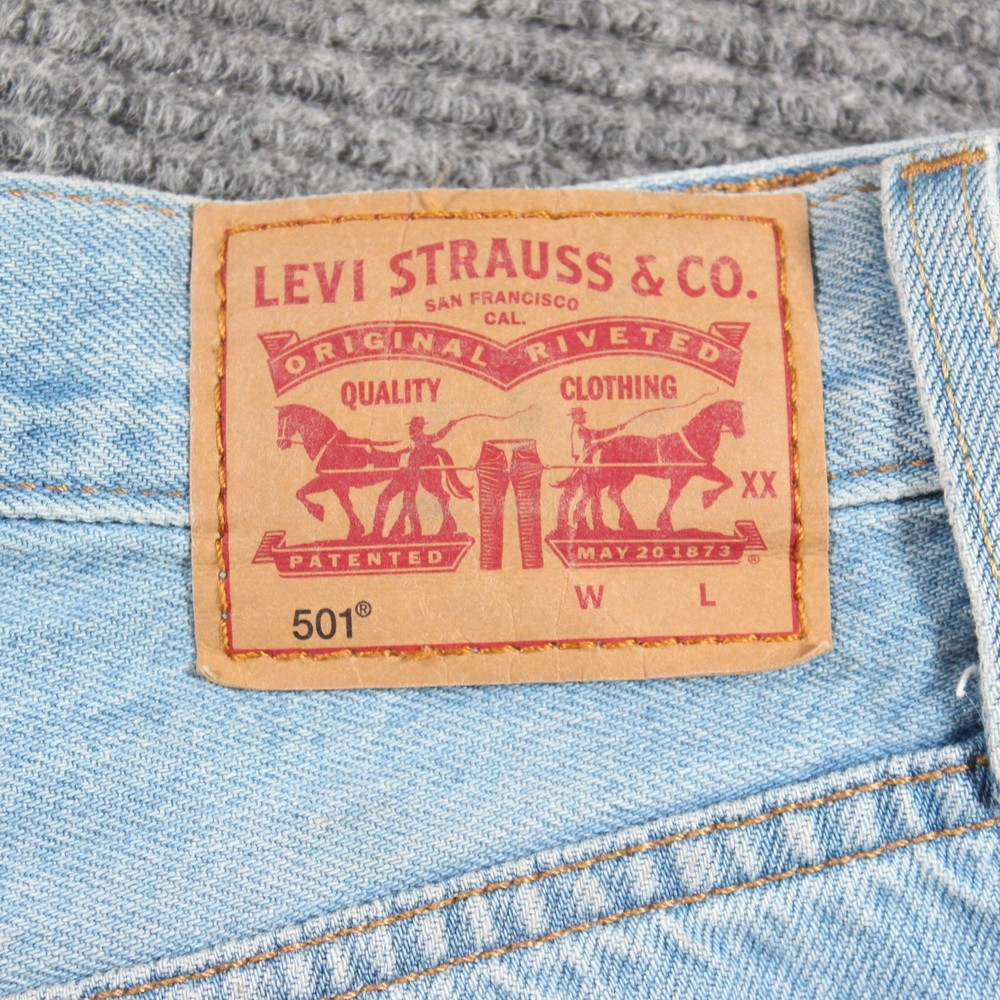 LEVI STRAUSS & CO.
SAN FRANCISCO
CAL.
ORIGINAL RIVETED
QUALITY CLOTHING
XX
PATENTED MAY 20 1873 ®
W L
501®